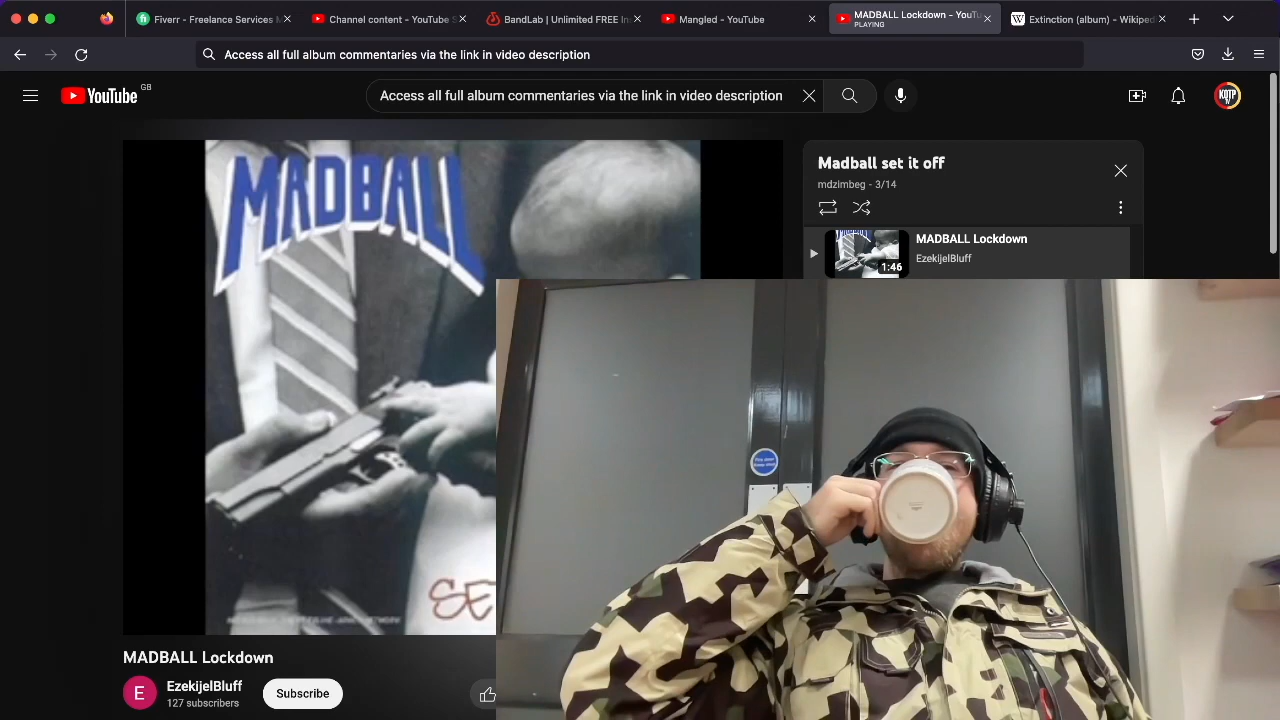 Fiverr - Freelance Services M
Channel content - YouTube S
BandLab | Unlimited FREE In
Mangled - YouTube
MADBALL Lockdown - YouTu
PLAYING
Extinction (album) - Wikiped
Access all full album commentaries via the link in video description
YouTube
GB
Access all full album commentaries via the link in video description
KOTP
MADBALL
SE
Madball set it off
mdzimbeg - 3/14
MADBALL Lockdown
EzekijelBluff
1:46
MADBALL Lockdown
E
EzekijelBluff
127 subscribers
Subscribe